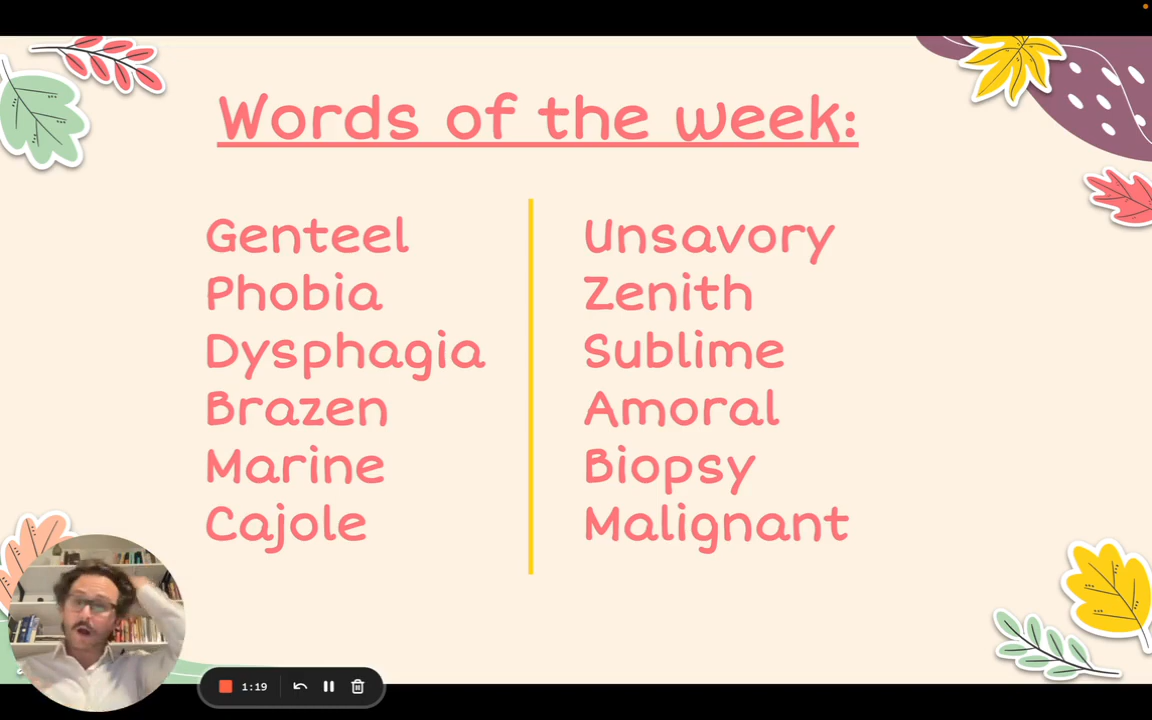 Words of the week:
Genteel
Phobia
Dysphagia
Brazen
Marine
Cajole
Unsavory
Zenith
Sublime
Amoral
Biopsy
Malignant
1:19